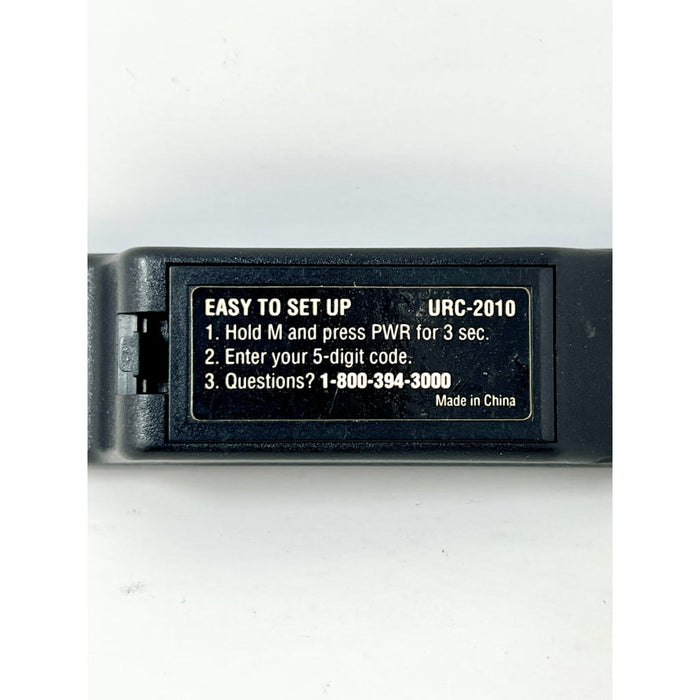 EASY TO SET UP URC-2010
1. Hold M and press PWR for 3 sec.
2. Enter your 5-digit code.
3. Questions? 1-800-394-3000
Made in China